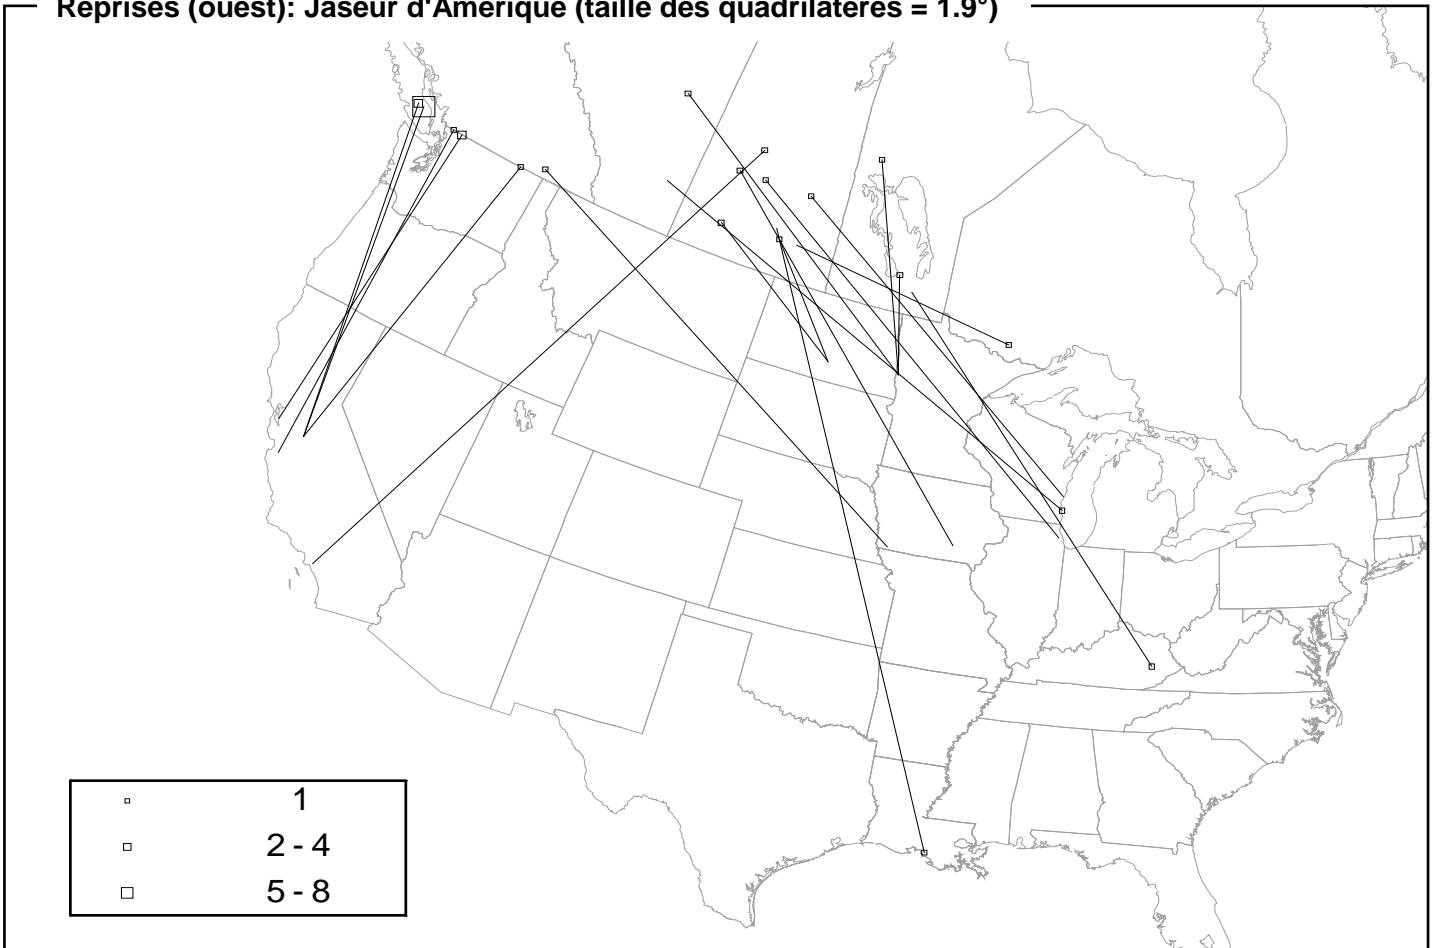 Reprises (ouest): Jaseur d'Amérique (taille des quadrilatères = 1.9°)
1
2 - 4
5 - 8